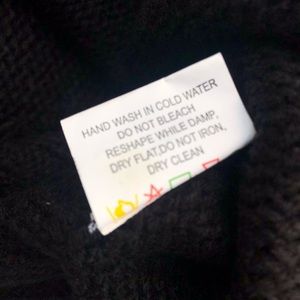 HAND WASH IN COLD WATER
DO NOT BLEACH
RESHAPE WHILE DAMP,
DRY FLAT.DO NOT IRON,
DRY CLEAN